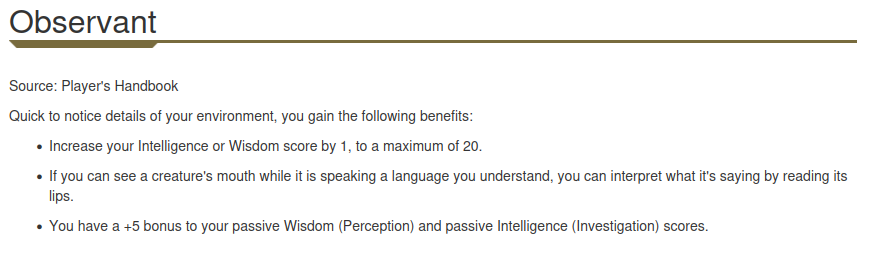 Observant
Source: Player's Handbook
Quick to notice details of your environment, you gain the following benefits:
• Increase your Intelligence or Wisdom score by 1, to a maximum of 20.
• If you can see a creature's mouth while it is speaking a language you understand, you can interpret what it's saying by reading its
lips.
• You have a +5 bonus to your passive Wisdom (Perception) and passive Intelligence (Investigation) scores.